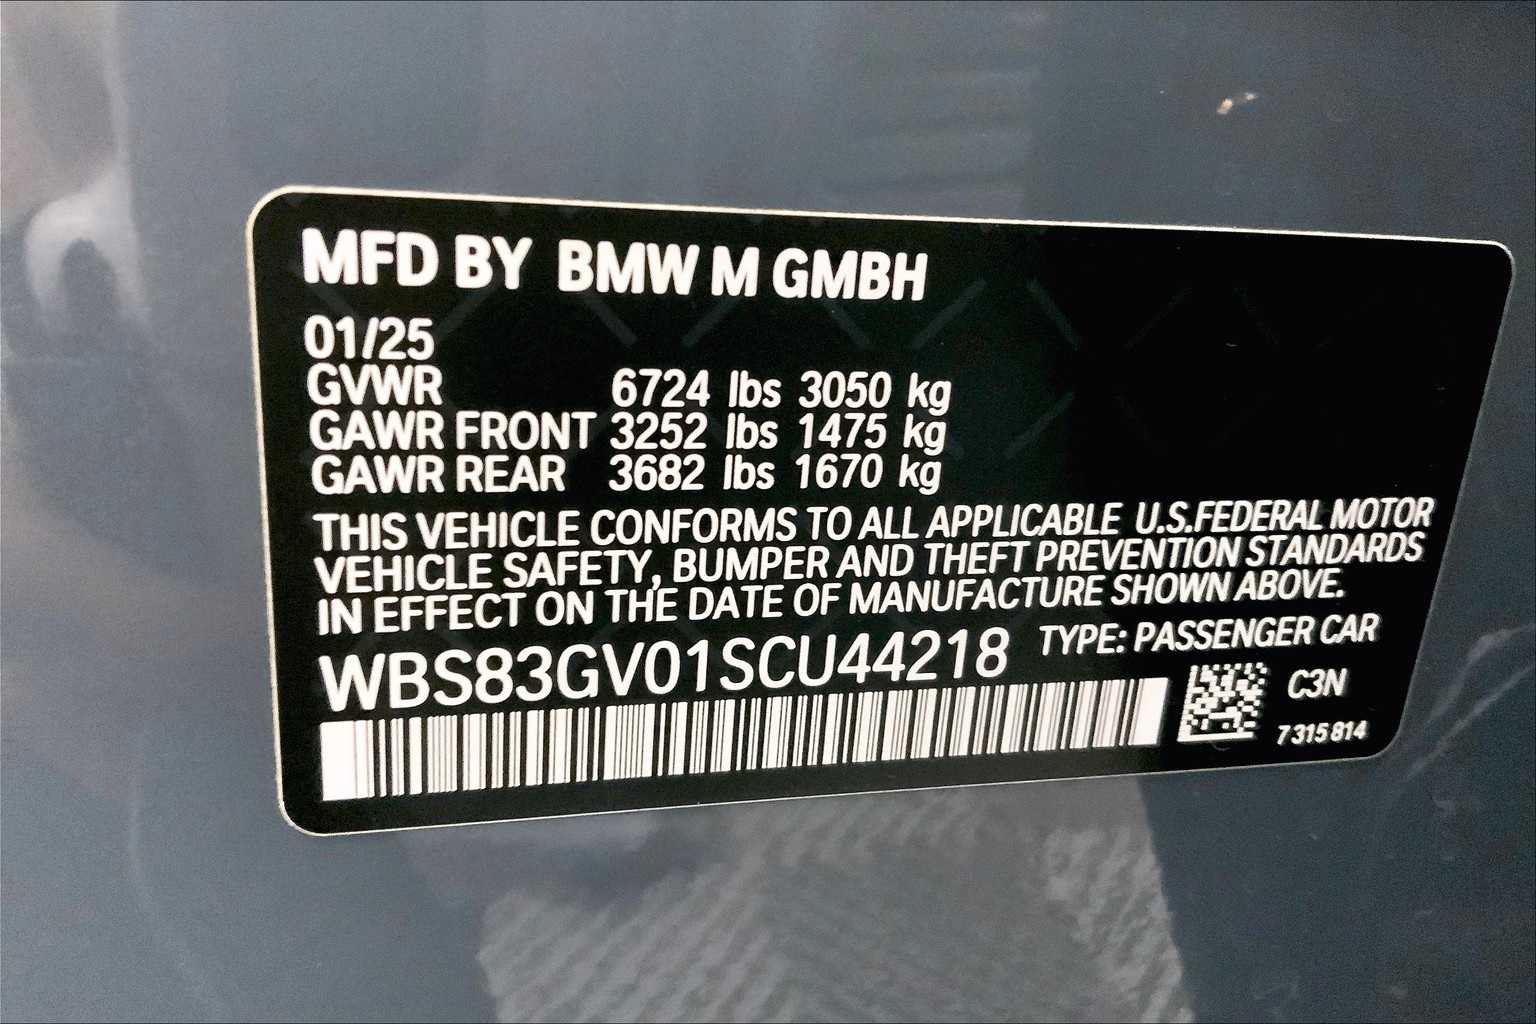 MFD BY BMW M GMBH
01/25
GVWR 6724 lbs 3050 kg
GAWR FRONT 3252 lbs 1475 kg
GAWR REAR 3682 lbs 1670 kg
THIS VEHICLE CONFORMS TO ALL APPLICABLE U.S.FEDERAL MOTOR
VEHICLE SAFETY, BUMPER AND THEFT PREVENTION STANDARDS
IN EFFECT ON THE DATE OF MANUFACTURE SHOWN ABOVE.
WBS83GV01SCU44218 TYPE: PASSENGER CAR
C3N
7 315 814